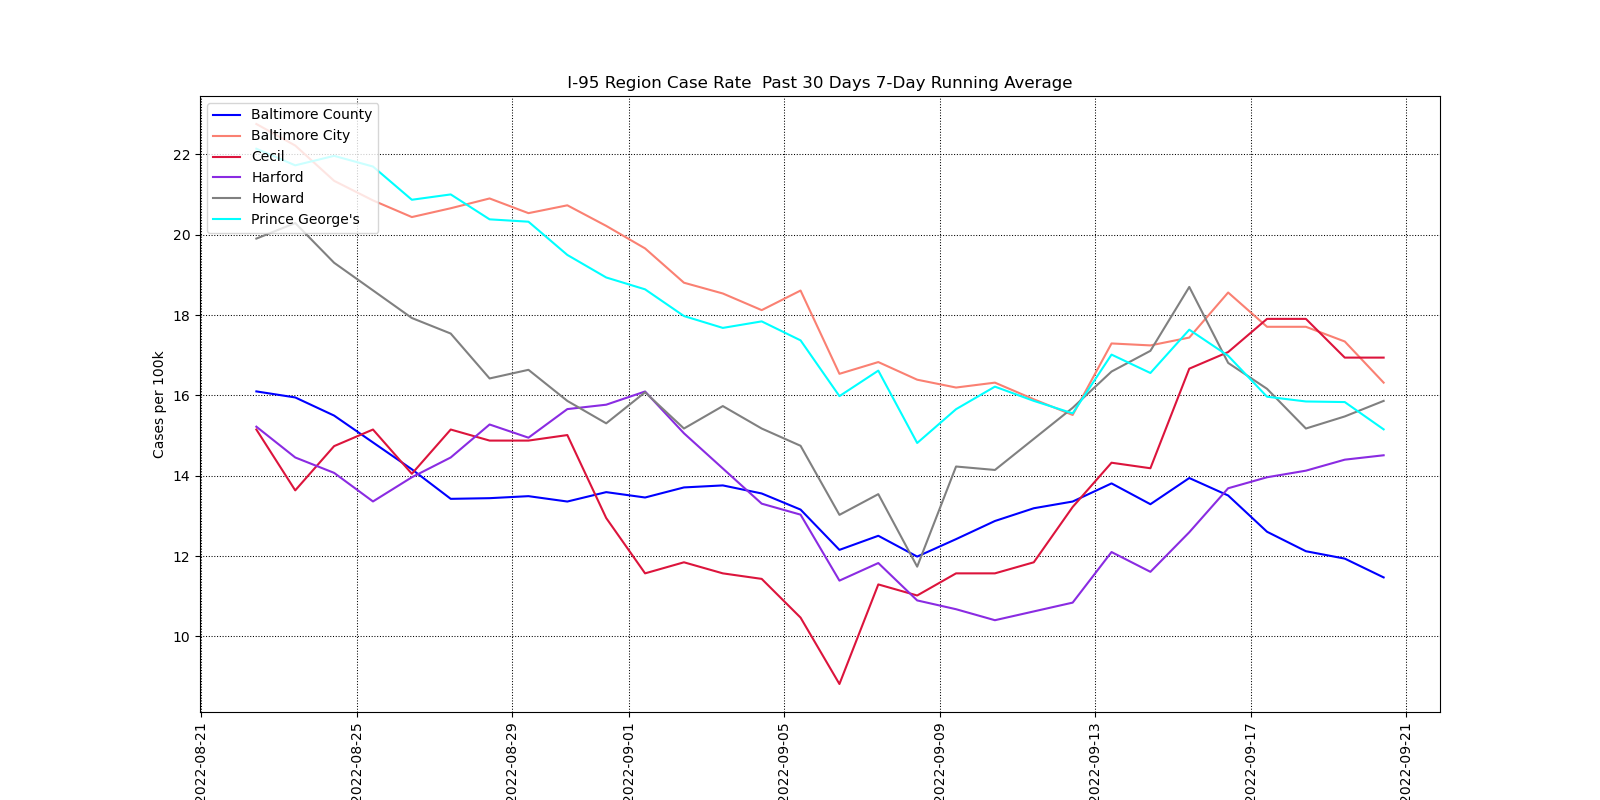 I-95 Region Case Rate  Past 30 Days 7-Day Running Average
Baltimore County
Baltimore City
Cecil
Harford
Howard
Prince George's
Cases per 100k
22
20
18
16
14
12
10
2022-08-21
2022-08-25
2022-08-29
2022-09-01
2022-09-05
2022-09-09
2022-09-13
2022-09-17
2022-09-21